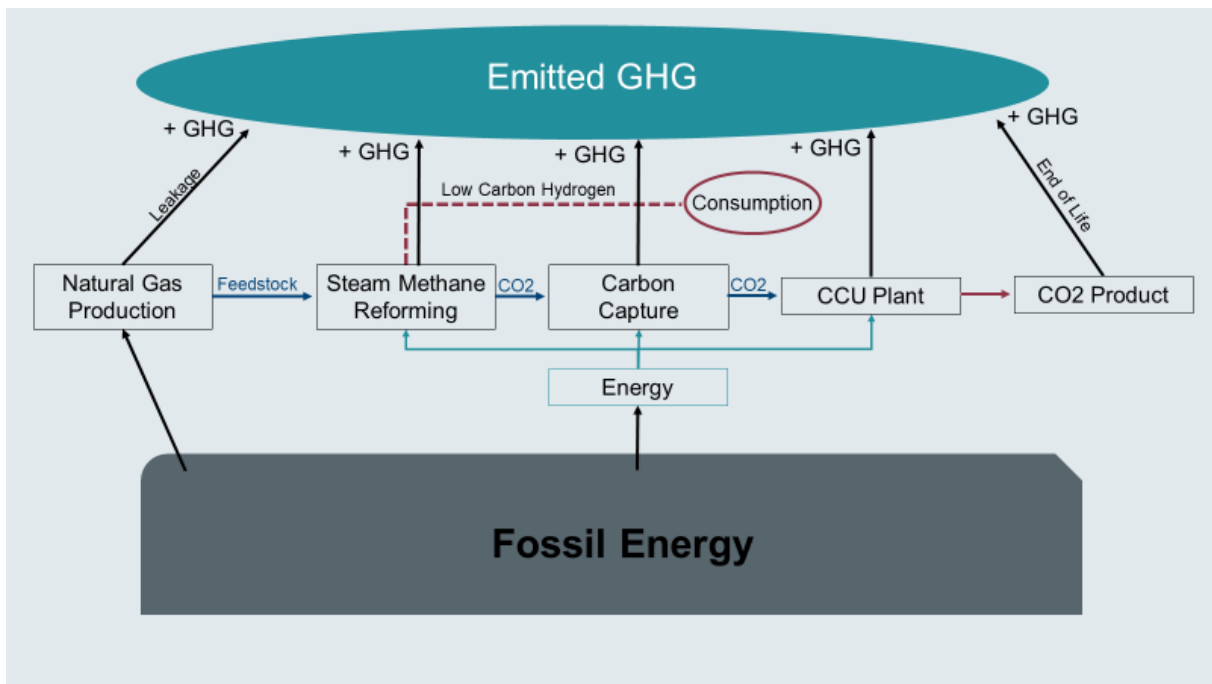 Emitted GHG
+ GHG
+ GHG
+ GHG
+ GHG
+ GHG
Leakage
Low Carbon Hydrogen
Consumption
End of Life
Natural Gas
Production
Feedstock
Steam Methane
Reforming
CO2
Carbon
Capture
CO2
CCU Plant
CO2 Product
Energy
Fossil Energy